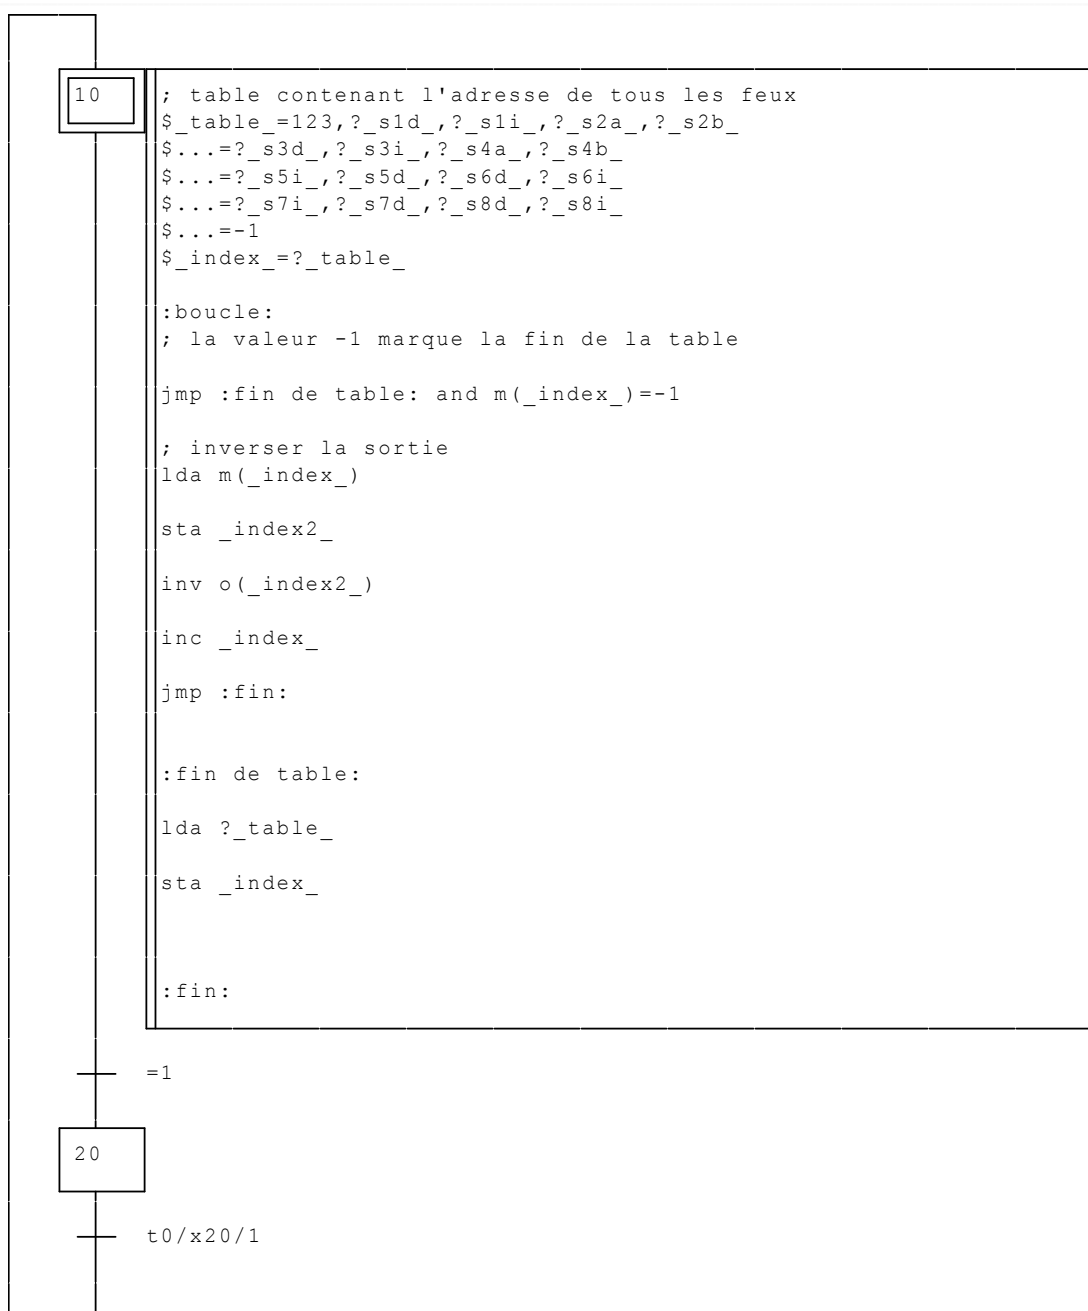 10
; table contenant l'adresse de tous les feux
$_table_=123,?_s1d_,?_s1i_,?_s2a_,?_s2b_
$...=?_s3d_,?_s3i_,?_s4a_,?_s4b_
$...=?_s5i_,?_s5d_,?_s6d_,?_s6i_
$...=?_s7i_,?_s7d_,?_s8d_,?_s8i_
$...=-1
$_index_=?_table_
:boucle:
; la valeur -1 marque la fin de la table
jmp :fin de table: and m(_index_)=-1
; inverser la sortie
lda m(_index_)
sta _index2_
inv o(_index2_)
inc _index_
jmp :fin:
:fin de table:
lda ?_table_
sta _index_
:fin:
=1
20
t0/x20/1